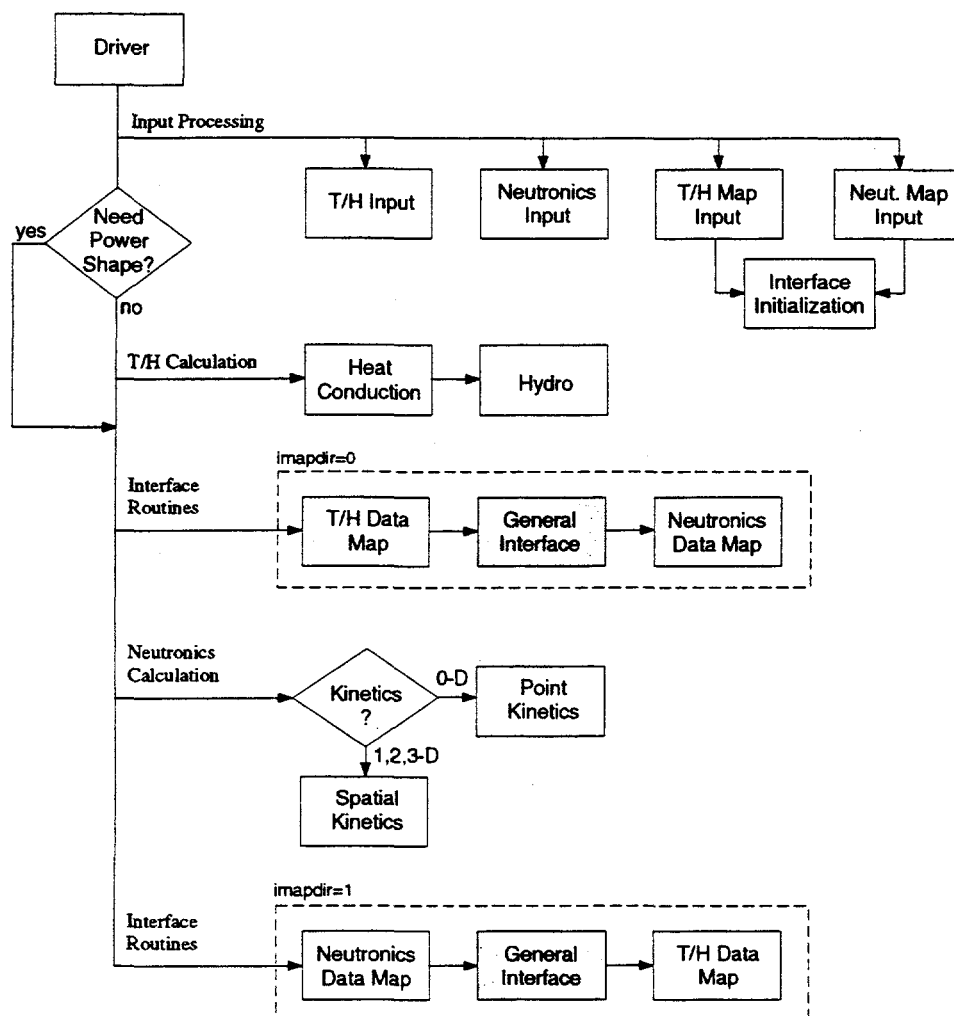 Driver
Input Processing
T/H Input
Neutronics
Input
T/H Map
Input
Neut. Map
Input
Need
Power
Shape?
yes
no
Interface
Initialization
T/H Calculation
Heat
Conduction
Hydro
imapdir=0
Interface
Routines
T/H Data
Map
General
Interface
Neutronics
Data Map
Neutronics
Calculation
Kinetics
?
0-D
Point
Kinetics
1,2,3-D
Spatial
Kinetics
imapdir=1
Interface
Routines
Neutronics
Data Map
General
Interface
T/H Data
Map